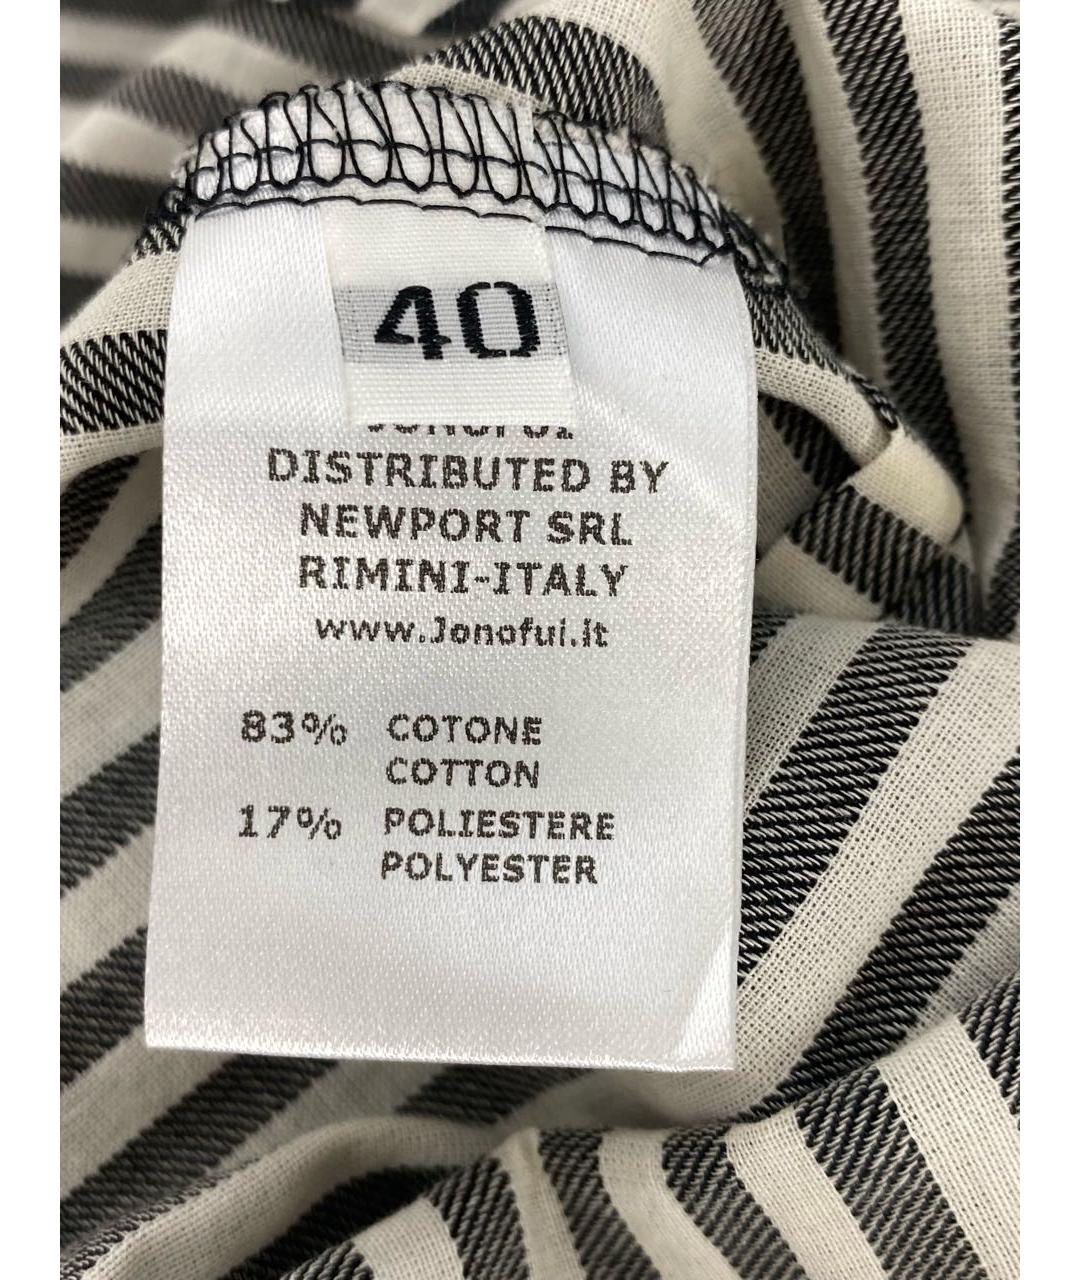 40
DISTRIBUTED BY
NEWPORT SRL
RIMINI-ITALY
www.Jonofui.it
83% COTONE
COTTON
17% POLIESTERE
POLYESTER